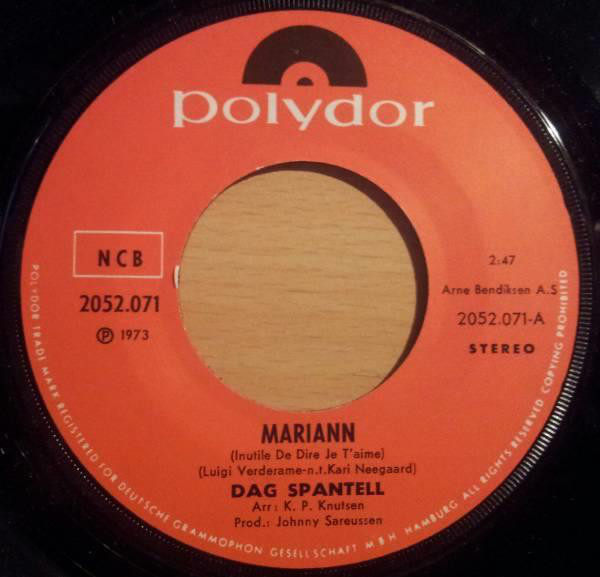 polydor
NCB
2052.071
Ⓟ 1973
2:47
Arne Bendiksen A.S
2052.071-A
STEREO
MARIANN
(Inutile De Dire Je T'aime)
(Luigi Verderame-n.t.Kari Neegaard)
DAG SPANTELL
Arr: K. P. Knutsen
Prod.: Johnny Sareussen
POLYDOR TRADE MARK REGISTERED FOR DEUTSCHE GRAMMOPHON GESELLSCHAFT MBH HAMBURG ALL RIGHTS RESERVED COPYING PROHIBITED